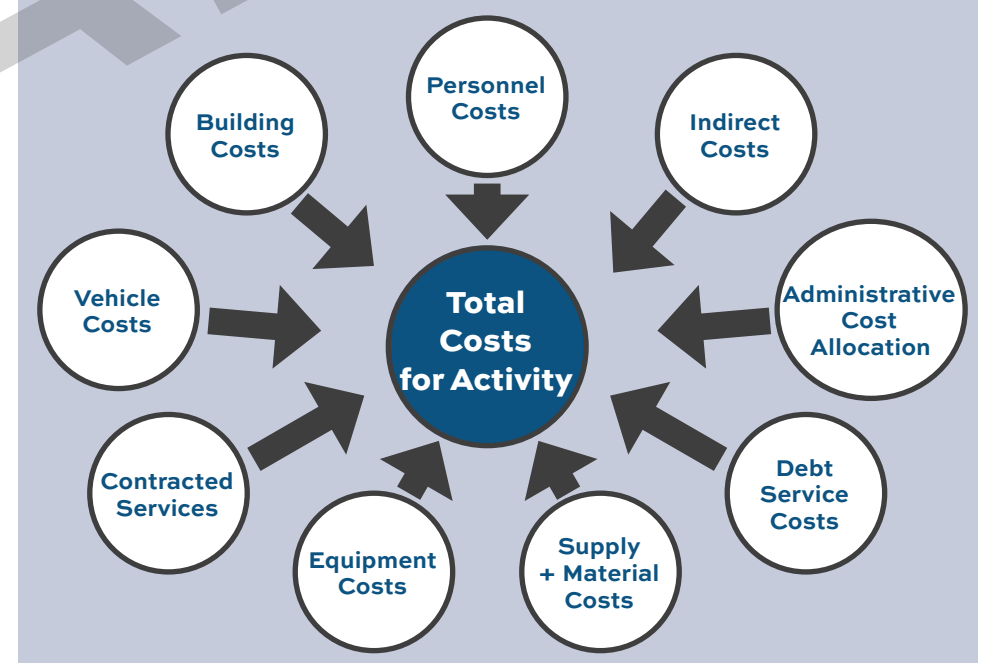 Personnel
Costs
Building
Costs
Indirect
Costs
Vehicle
Costs
Total
Costs
for Activity
Administrative
Cost
Allocation
Contracted
Services
Debt
Service
Costs
Equipment
Costs
Supply
+ Material
Costs